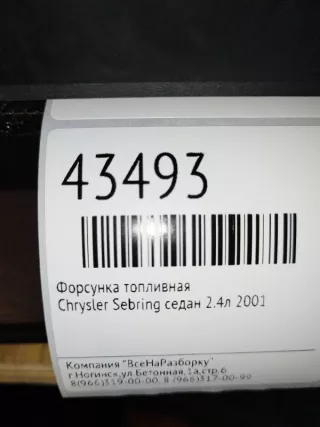 43493
Форсунка топливная
Chrysler Sebring седан 2.4л 2001
Компания "ВсеНаРазборку"
г.Ногинск,ул.Бетонная,1а,стр.6
8(966)319-00-00, 8 (966)317-00-99